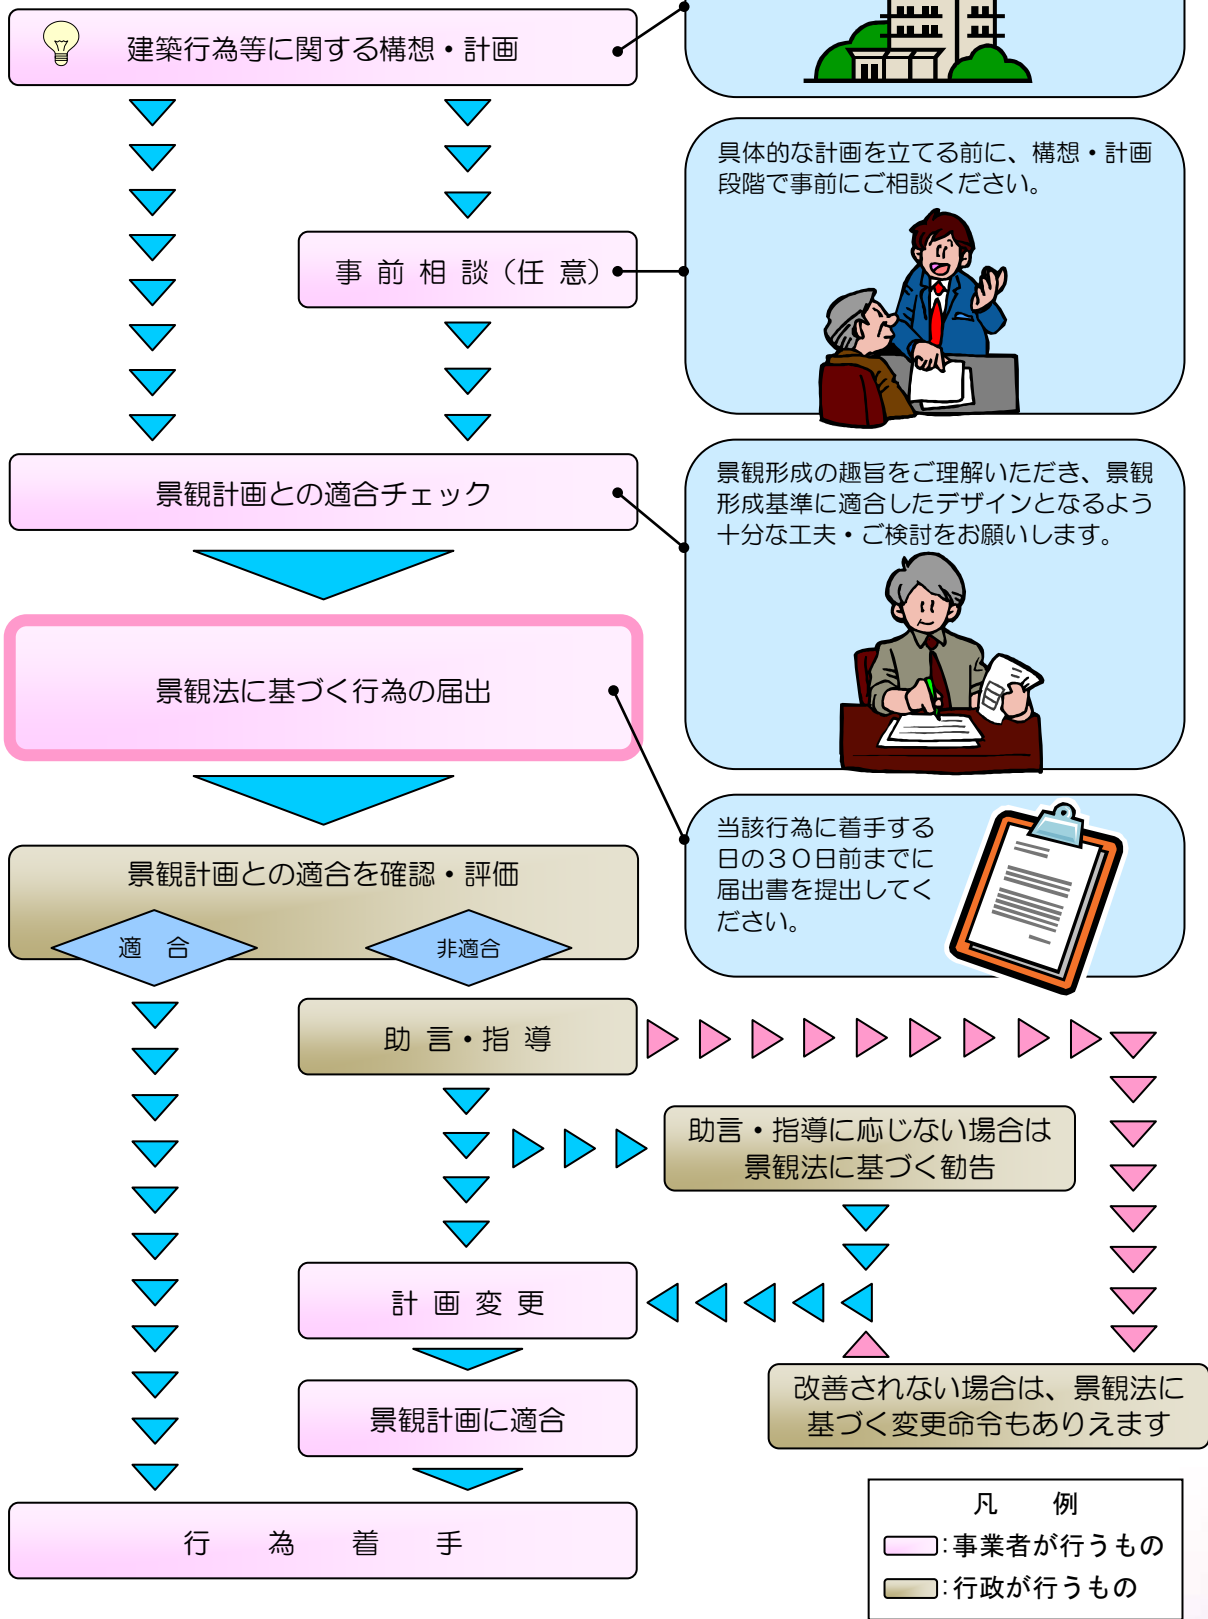 建築行為等に関する構想・計画
具体的な計画を立てる前に、構想・計画
段階で事前にご相談ください。
事前相談（任意）
景観計画との適合チェック
景観形成の趣旨をご理解いただき、景観
形成基準に適合したデザインとなるよう
十分な工夫・ご検討をお願いします。
景観法に基づく行為の届出
当該行為に着手する
日の３０日前までに
届出書を提出してく
ださい。
景観計画との適合を確認・評価
適　合
非適合
助言・指導
助言・指導に応じない場合は
景観法に基づく勧告
計画変更
改善されない場合は、景観法に
基づく変更命令もありえます
景観計画に適合
行　為　着　手
凡　例
：事業者が行うもの
：行政が行うもの